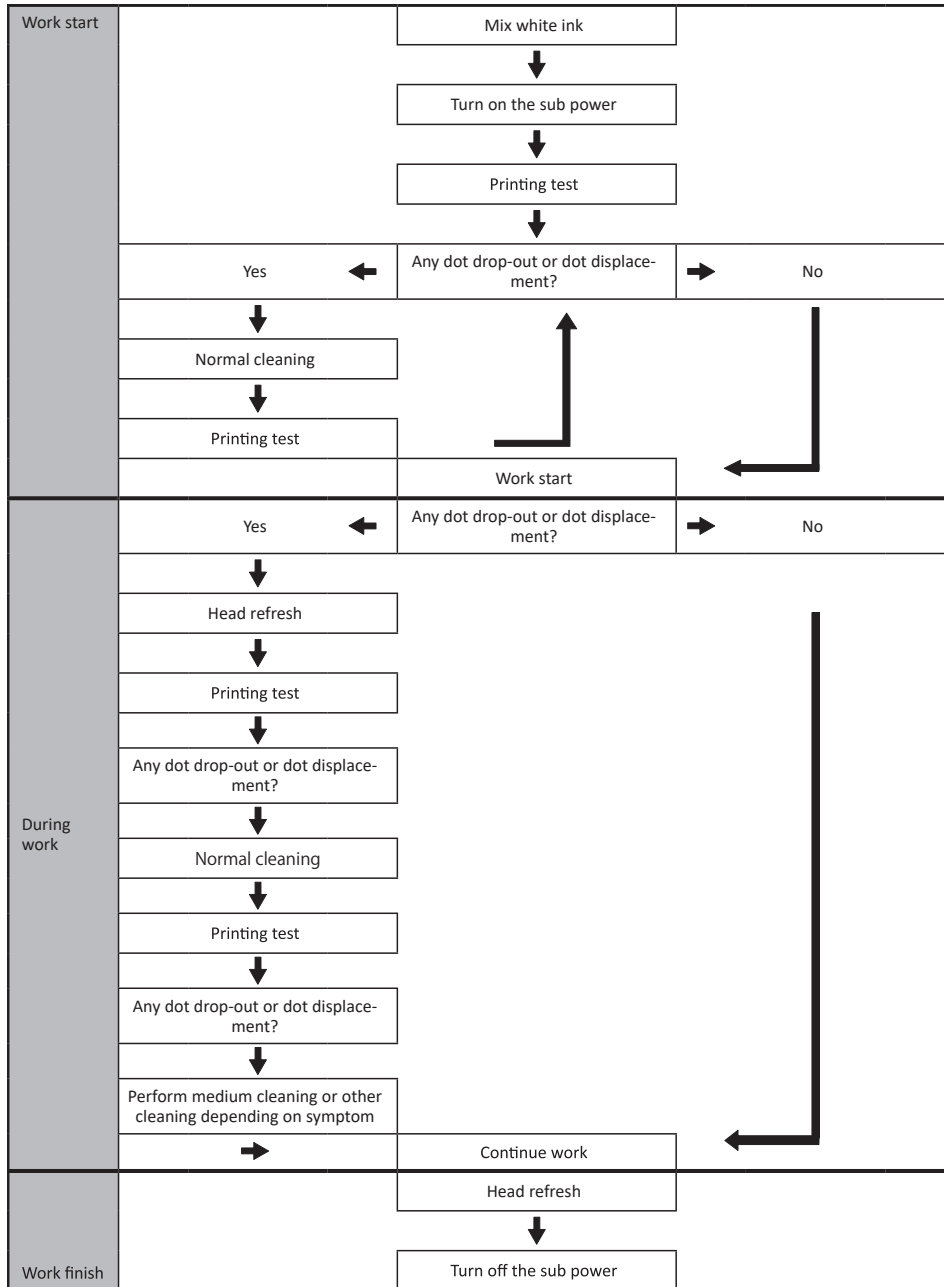 Work start
Mix white ink
Turn on the sub power
Printing test
Yes
Any dot drop-out or dot displace-
ment?
No
Normal cleaning
Printing test
Work start
During
work
Yes
Any dot drop-out or dot displace-
ment?
No
Head refresh
Printing test
Any dot drop-out or dot displace-
ment?
Normal cleaning
Printing test
Any dot drop-out or dot displace-
ment?
Perform medium cleaning or other
cleaning depending on symptom
Continue work
Work finish
Head refresh
Turn off the sub power